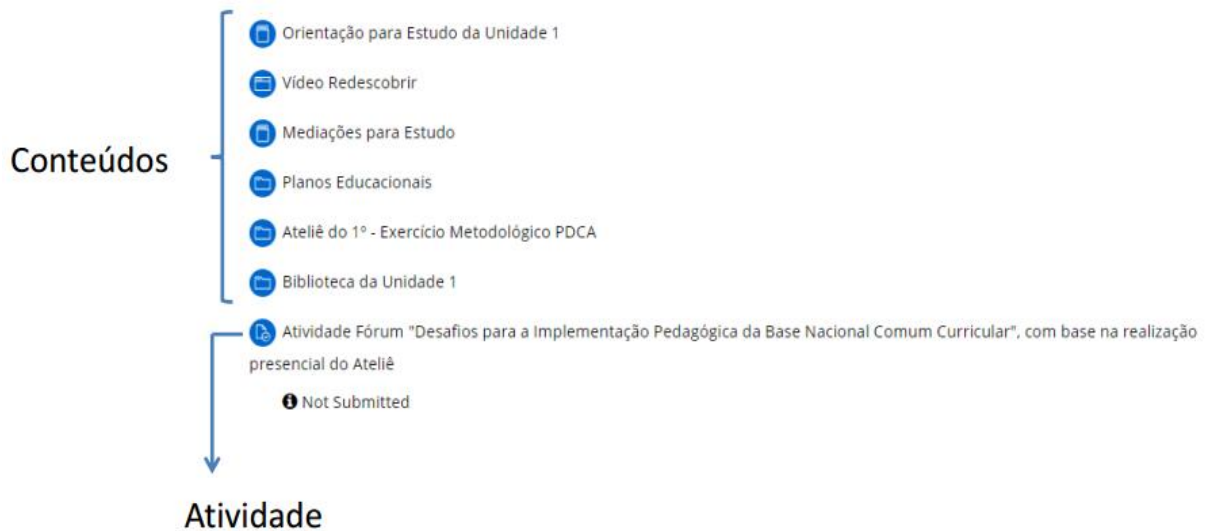 Orientação para Estudo da Unidade 1
Vídeo Redescobrir
Mediações para Estudo
Conteúdos
Planos Educacionais
Ateliê do 1º - Exercício Metodológico PDCA
Biblioteca da Unidade 1
Atividade Fórum "Desafios para a Implementação Pedagógica da Base Nacional Comum Curricular", com base na realização
presencial do Ateliê
Not Submitted
Atividade